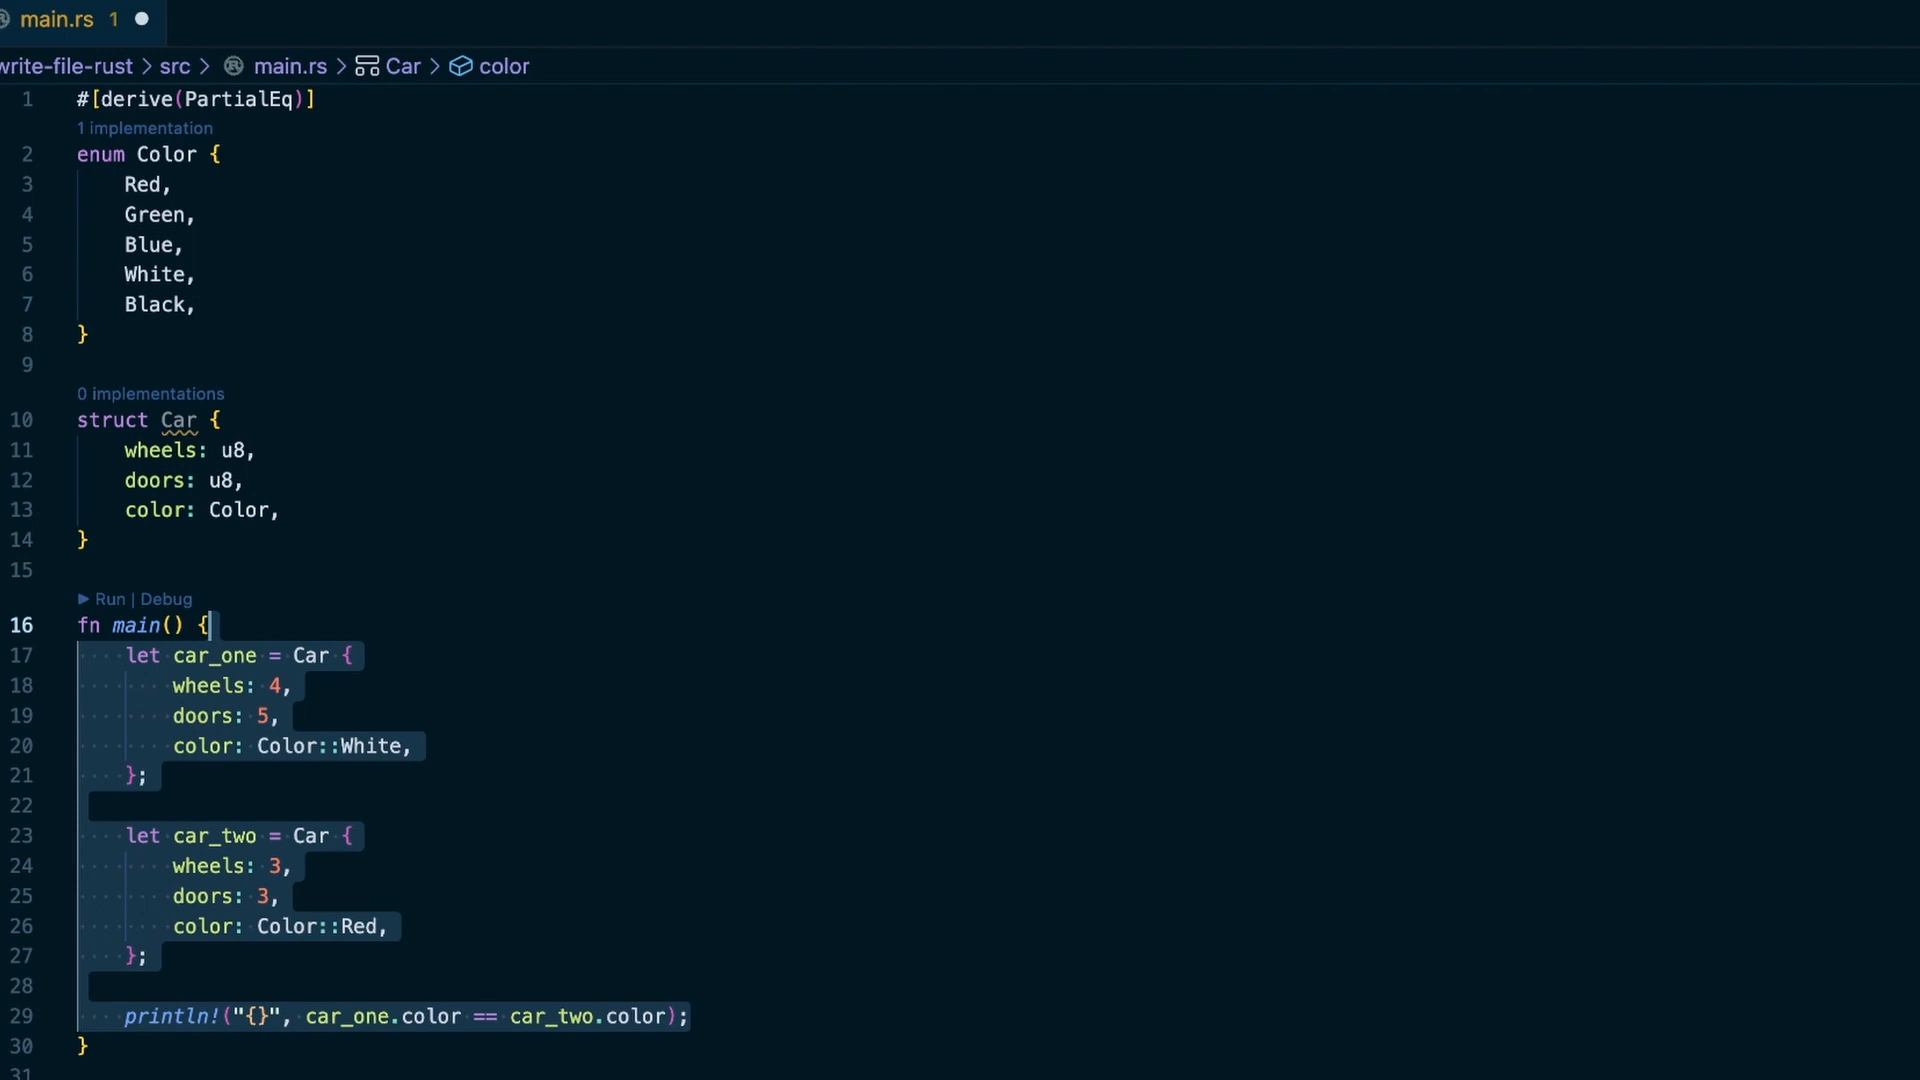 main.rs 1
write-file-rust > src > main.rs > Car > color
1 #[derive(PartialEq)]
1 implementation
2 enum Color {
3 Red,
4 Green,
5 Blue,
6 White,
7 Black,
8 }
9
0 implementations
10 struct Car {
11 wheels: u8,
12 doors: u8,
13 color: Color,
14 }
15
▶ Run | Debug
16 fn main() {
17 let car_one = Car {
18 wheels: 4,
19 doors: 5,
20 color: Color::White,
21 };
22
23 let car_two = Car {
24 wheels: 3,
25 doors: 3,
26 color: Color::Red,
27 };
28
29 println!("{}", car_one.color == car_two.color);
30 }
31